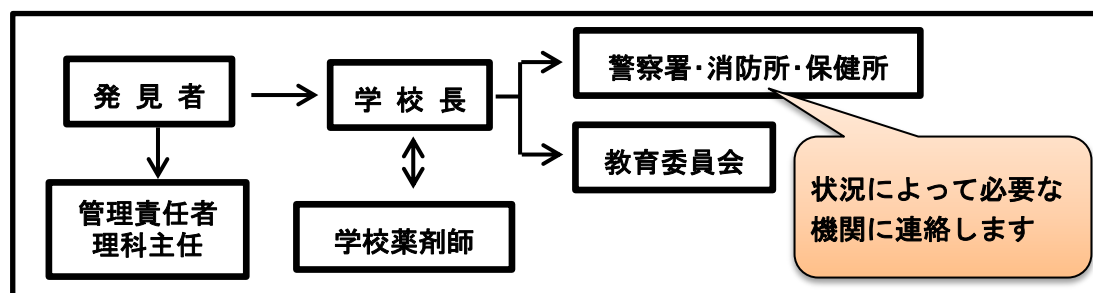 発見者
学校長
警察署･消防所･保健所
教育委員会
管理責任者
理科主任
学校薬剤師
状況によって必要な
機関に連絡します